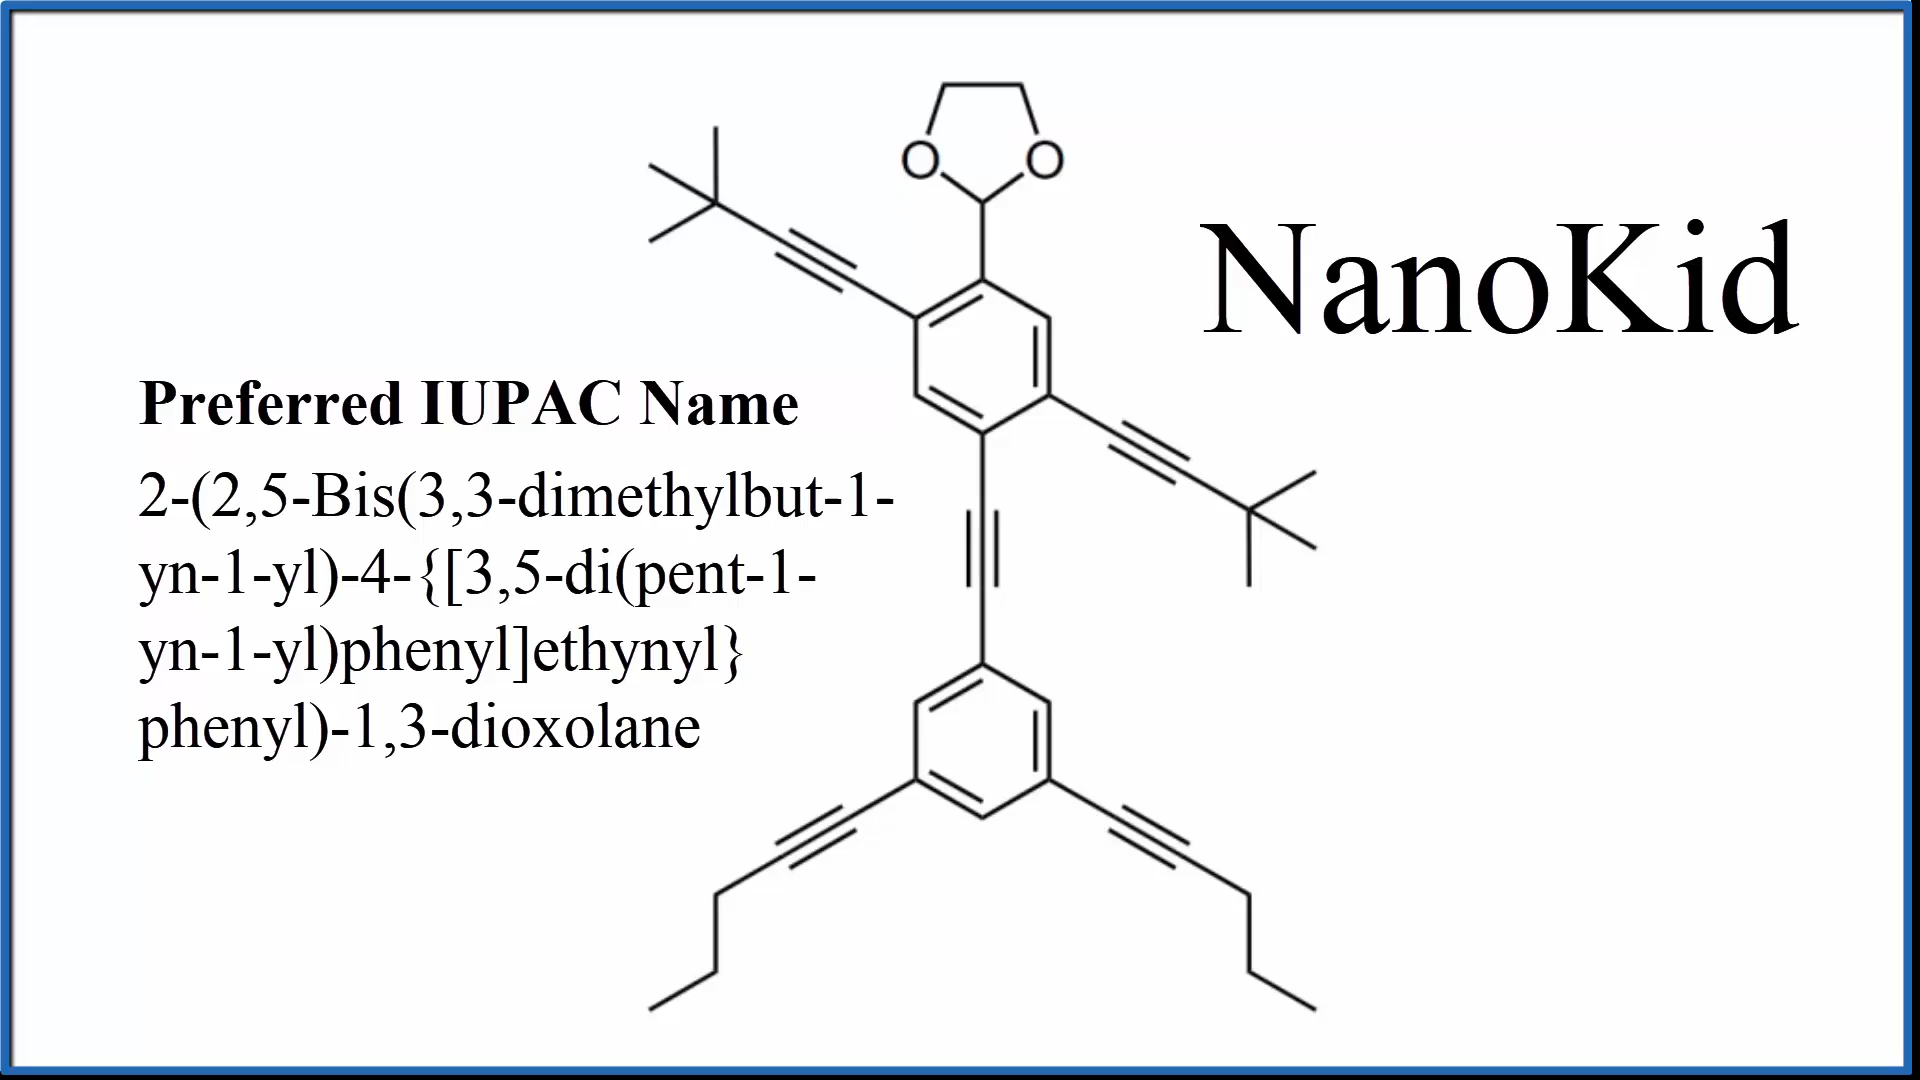 O
O
NanoKid
Preferred IUPAC Name
2-(2,5-Bis(3,3-dimethylbut-1-
yn-1-yl)-4-{[3,5-di(pent-1-
yn-1-yl)phenyl]ethynyl}
phenyl)-1,3-dioxolane